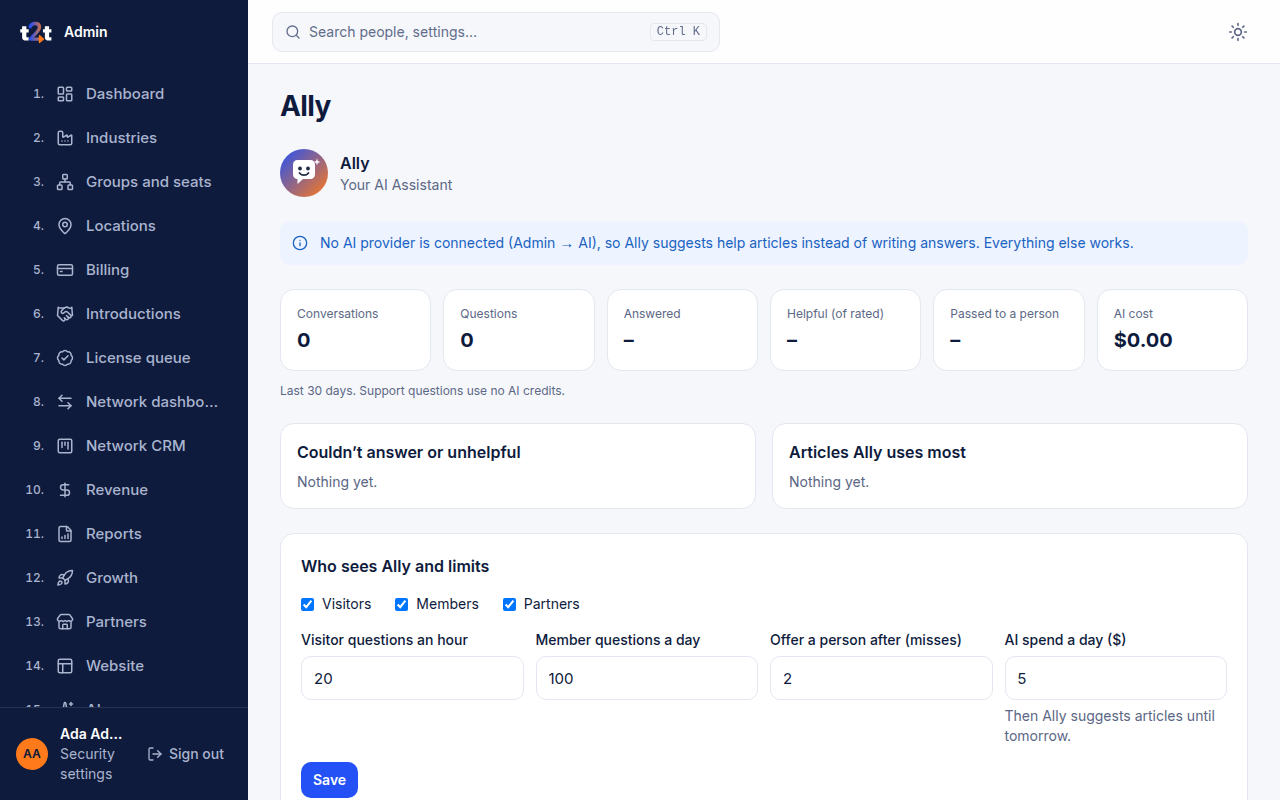 t2t Admin
Search people, settings...
Ctrl K
1. Dashboard
2. Industries
3. Groups and seats
4. Locations
5. Billing
6. Introductions
7. License queue
8. Network dashbo...
9. Network CRM
10. Revenue
11. Reports
12. Growth
13. Partners
14. Website
15. AI
AA
Ada Ad...
Security settings
Sign out
Ally
Ally
Your AI Assistant
No AI provider is connected (Admin → AI), so Ally suggests help articles instead of writing answers. Everything else works.
Conversations
0
Questions
0
Answered
–
Helpful (of rated)
–
Passed to a person
–
AI cost
$0.00
Last 30 days. Support questions use no AI credits.
Couldn’t answer or unhelpful
Nothing yet.
Articles Ally uses most
Nothing yet.
Who sees Ally and limits
Visitors
Members
Partners
Visitor questions an hour
20
Member questions a day
100
Offer a person after (misses)
2
AI spend a day ($)
5
Then Ally suggests articles until
tomorrow.
Save